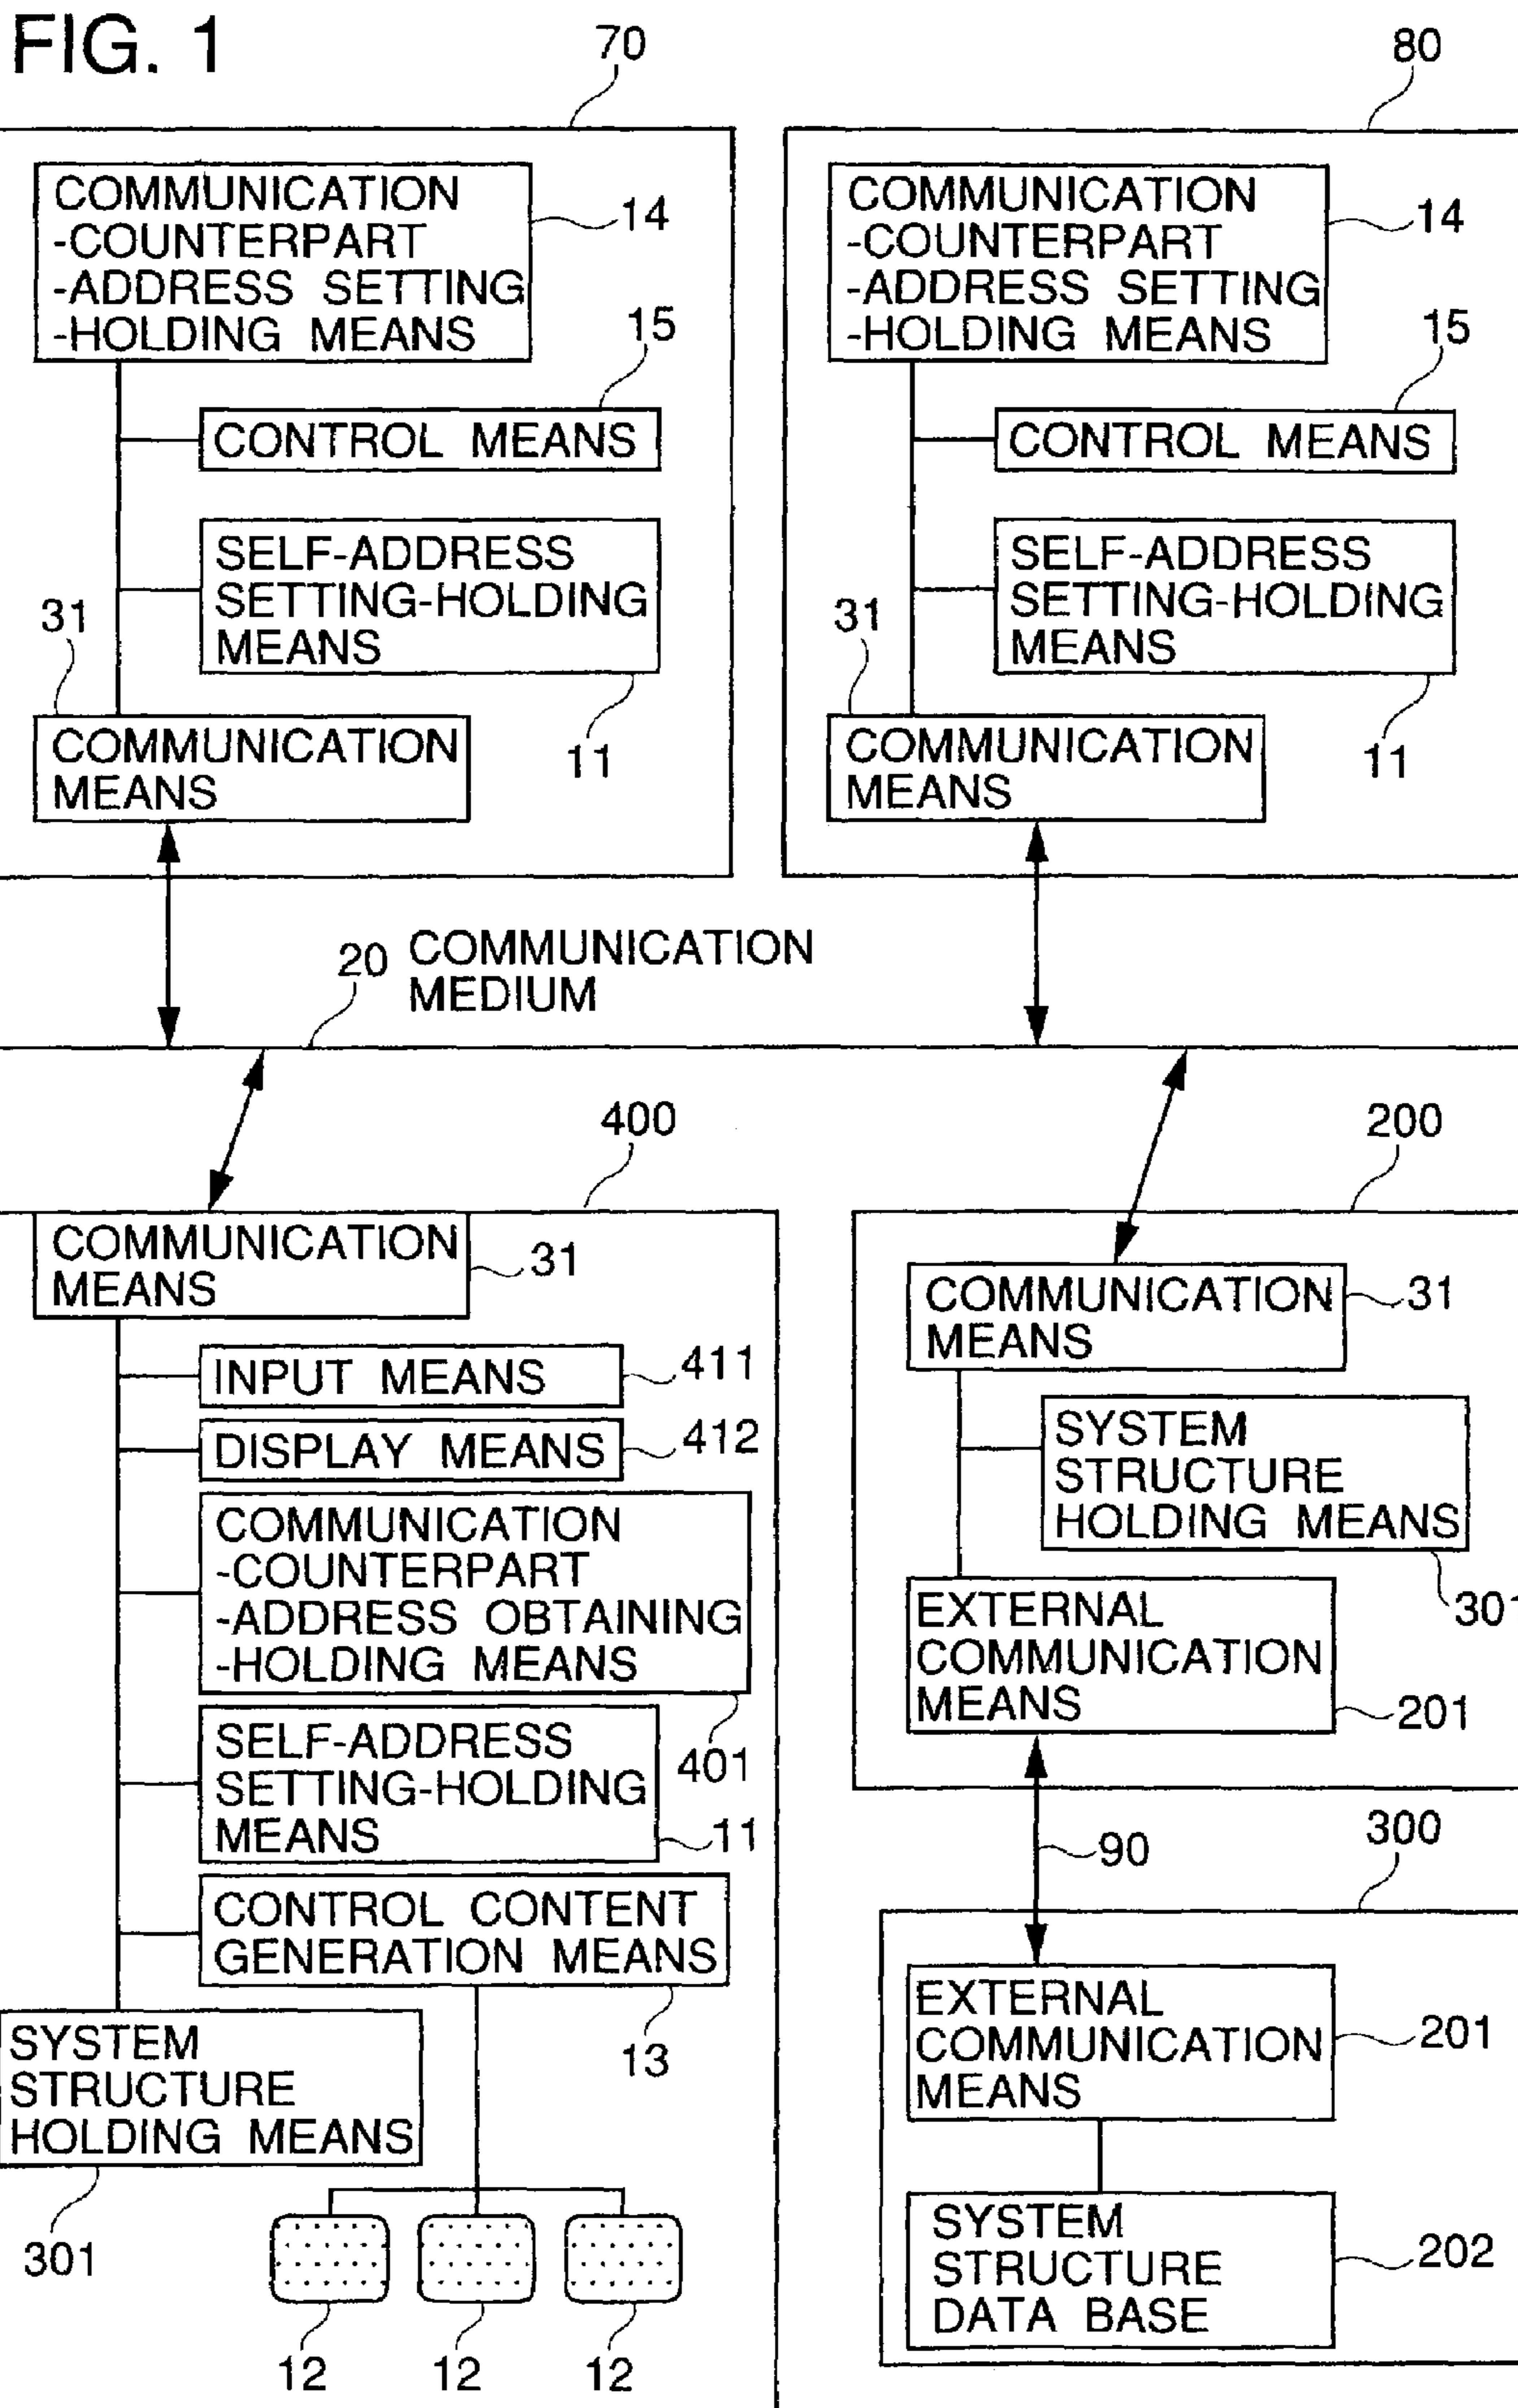 FIG. 1
70
80
COMMUNICATION
-COUNTERPART
-ADDRESS SETTING
-HOLDING MEANS
14
15
CONTROL MEANS
SELF-ADDRESS
SETTING-HOLDING
MEANS
31
11
COMMUNICATION
MEANS
COMMUNICATION
-COUNTERPART
-ADDRESS SETTING
-HOLDING MEANS
14
15
CONTROL MEANS
SELF-ADDRESS
SETTING-HOLDING
MEANS
31
11
COMMUNICATION
MEANS
20
COMMUNICATION
MEDIUM
400
COMMUNICATION
MEANS
31
INPUT MEANS
411
DISPLAY MEANS
412
COMMUNICATION
-COUNTERPART
-ADDRESS OBTAINING
-HOLDING MEANS
401
SELF-ADDRESS
SETTING-HOLDING
MEANS
11
CONTROL CONTENT
GENERATION MEANS
13
SYSTEM
STRUCTURE
HOLDING MEANS
301
12
12
12
200
COMMUNICATION
MEANS
31
SYSTEM
STRUCTURE
HOLDING MEANS
301
EXTERNAL
COMMUNICATION
MEANS
201
90
300
EXTERNAL
COMMUNICATION
MEANS
201
SYSTEM
STRUCTURE
DATA BASE
202